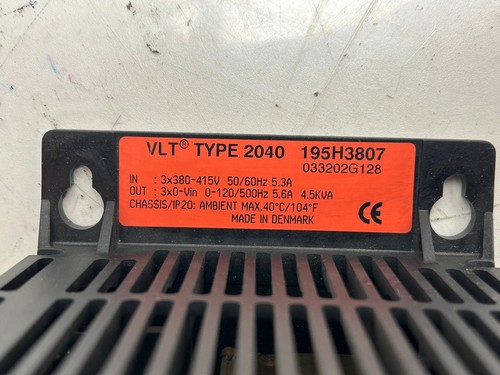 VLT® TYPE 2040 195H3807
033202G128
IN : 3x380-415V 50/60Hz 5.3A
OUT : 3x0-Vin 0-120/500Hz 5.6A 4.5KVA
CHASSIS/IP20: AMBIENT MAX.40°C/104°F
MADE IN DENMARK
CE